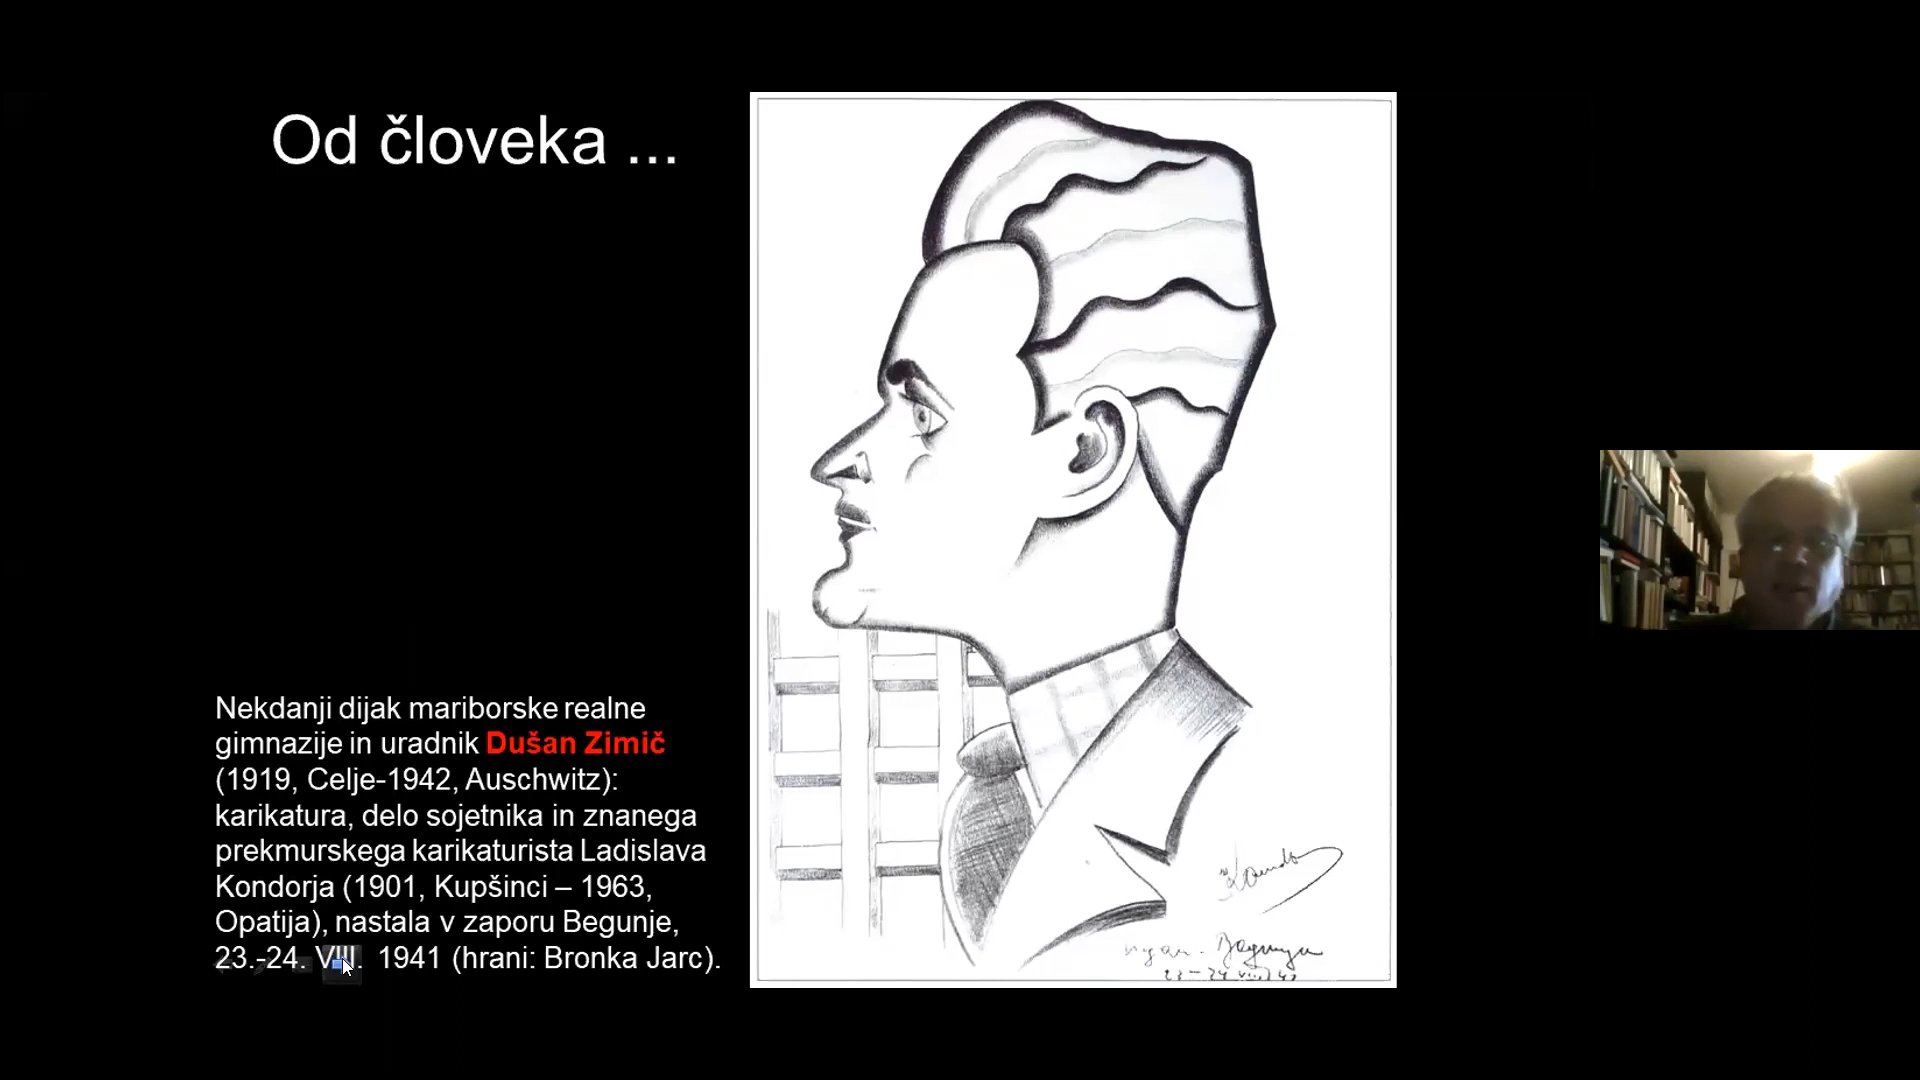 Od človeka ...
Nekdanji dijak mariborske realne
gimnazije in uradnik Dušan Zimič
(1919, Celje-1942, Auschwitz):
karikatura, delo sojetnika in znanega
prekmurskega karikaturista Ladislava
Kondorja (1901, Kupšinci – 1963,
Opatija), nastala v zaporu Begunje,
23.-24. VIII. 1941 (hrani: Bronka Jarc).